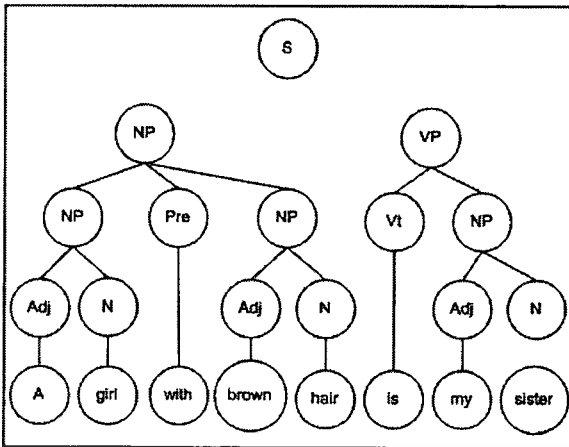 S
NP VP
NP Pre NP Vt NP
Adj N Adj N Adj N
A girl with brown hair is my sister